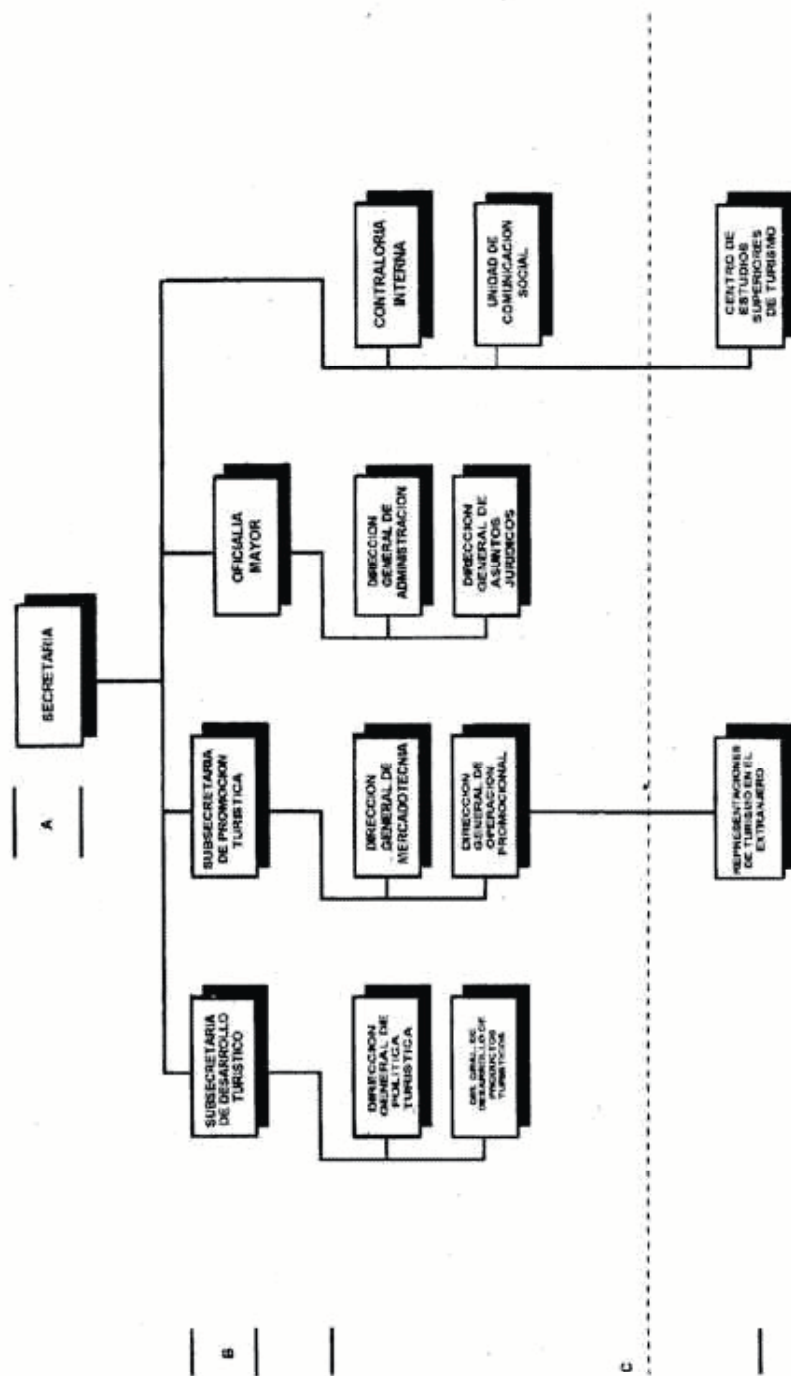 A
SECRETARIA
B
SUBSECRETARIA
DE DESARROLLO
TURISTICO
SUBSECRETARIA
DE PROMOCION
TURISTICA
OFICIALIA
MAYOR
DIRECCION
GENERAL DE
POLITICA
TURISTICA
DIRECCION
GENERAL DE
MERCADOTECNIA
DIRECCION
GENERAL DE
ADMINISTRACION
CONTRALORIA
INTERNA
DIR. GRAL. DE
DESARROLLO DE
PRODUCTOS
TURISTICOS
DIRECCION
GENERAL DE
OPERACION
PROMOCIONAL
DIRECCION
GENERAL DE
ASUNTOS
JURIDICOS
UNIDAD DE
COMUNICACION
SOCIAL
C
REPRESENTACIONES
DE TURISMO EN EL
EXTRANJERO
CENTRO DE
ESTUDIOS
SUPERIORES
DE TURISMO